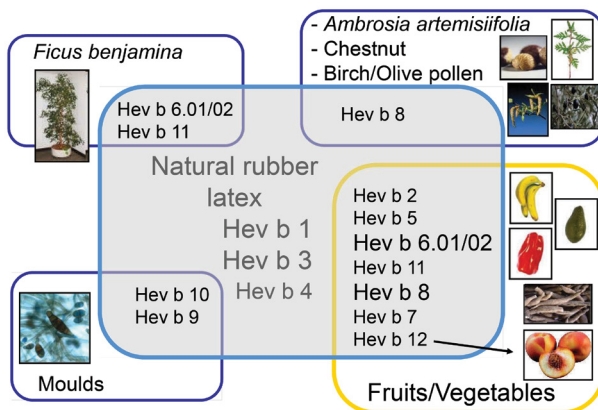 Ficus benjamina
Hev b 6.01/02
Hev b 11
- Ambrosia artemisiifolia
- Chestnut
- Birch/Olive pollen
Hev b 8
Natural rubber
latex
Hev b 1
Hev b 3
Hev b 4
Hev b 2
Hev b 5
Hev b 6.01/02
Hev b 11
Hev b 8
Hev b 7
Hev b 12
Fruits/Vegetables
Hev b 10
Hev b 9
Moulds